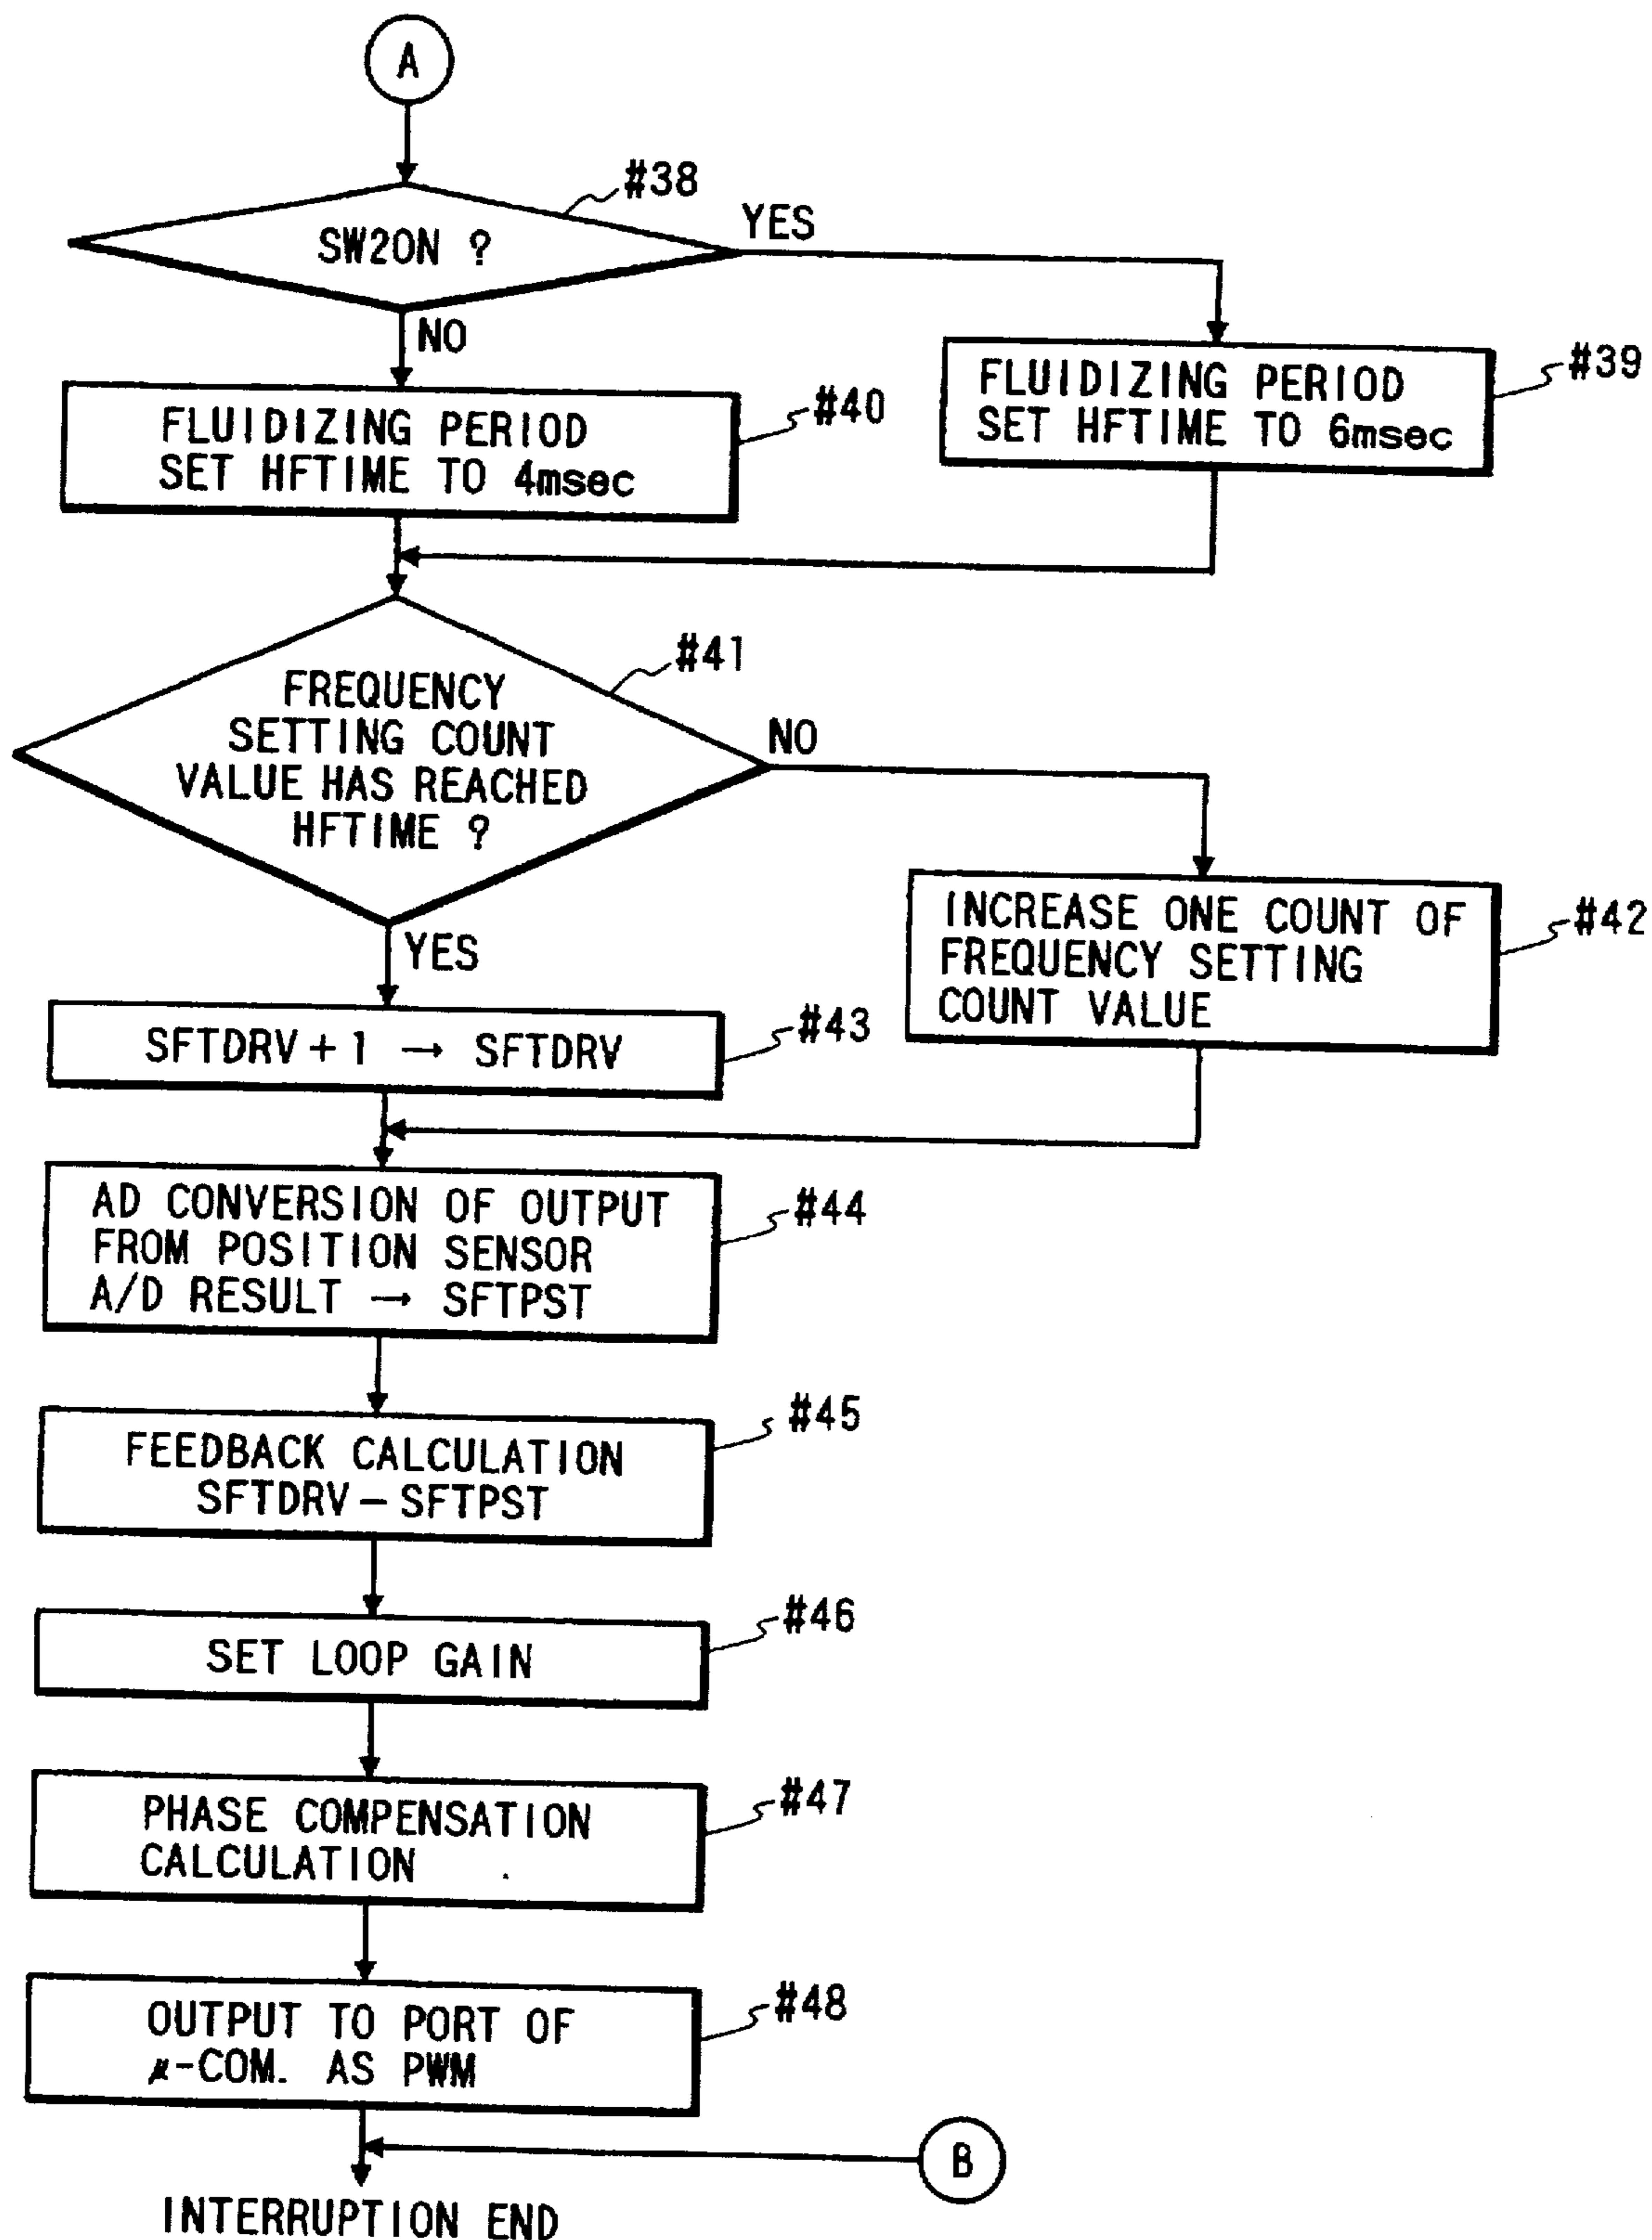 A
#38
SW2ON ?
YES
NO
FLUIDIZING PERIOD
SET HFTIME TO 6msec
#39
FLUIDIZING PERIOD
SET HFTIME TO 4msec
#40
#41
FREQUENCY
SETTING COUNT
VALUE HAS REACHED
HFTIME ?
NO
YES
INCREASE ONE COUNT OF
FREQUENCY SETTING
COUNT VALUE
#42
SFTDRV + 1 → SFTDRV
#43
AD CONVERSION OF OUTPUT
FROM POSITION SENSOR
A/D RESULT → SFTPST
#44
FEEDBACK CALCULATION
SFTDRV – SFTPST
#45
SET LOOP GAIN
#46
PHASE COMPENSATION
CALCULATION
#47
OUTPUT TO PORT OF
μ-COM. AS PWM
#48
B
INTERRUPTION END